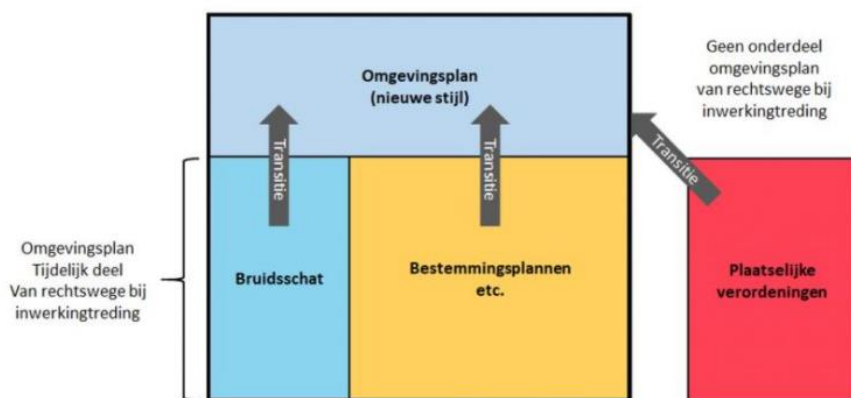 Omgevingsplan
(nieuwe stijl)
Geen onderdeel
omgevingsplan
van rechtswege bij
inwerkingtreding
Transitie
Transitie
Transitie
Omgevingsplan
Tijdelijk deel
Van rechtswege bij
inwerkingtreding
Bruidsschat
Bestemmingsplannen
etc.
Plaatselijke
verordeningen